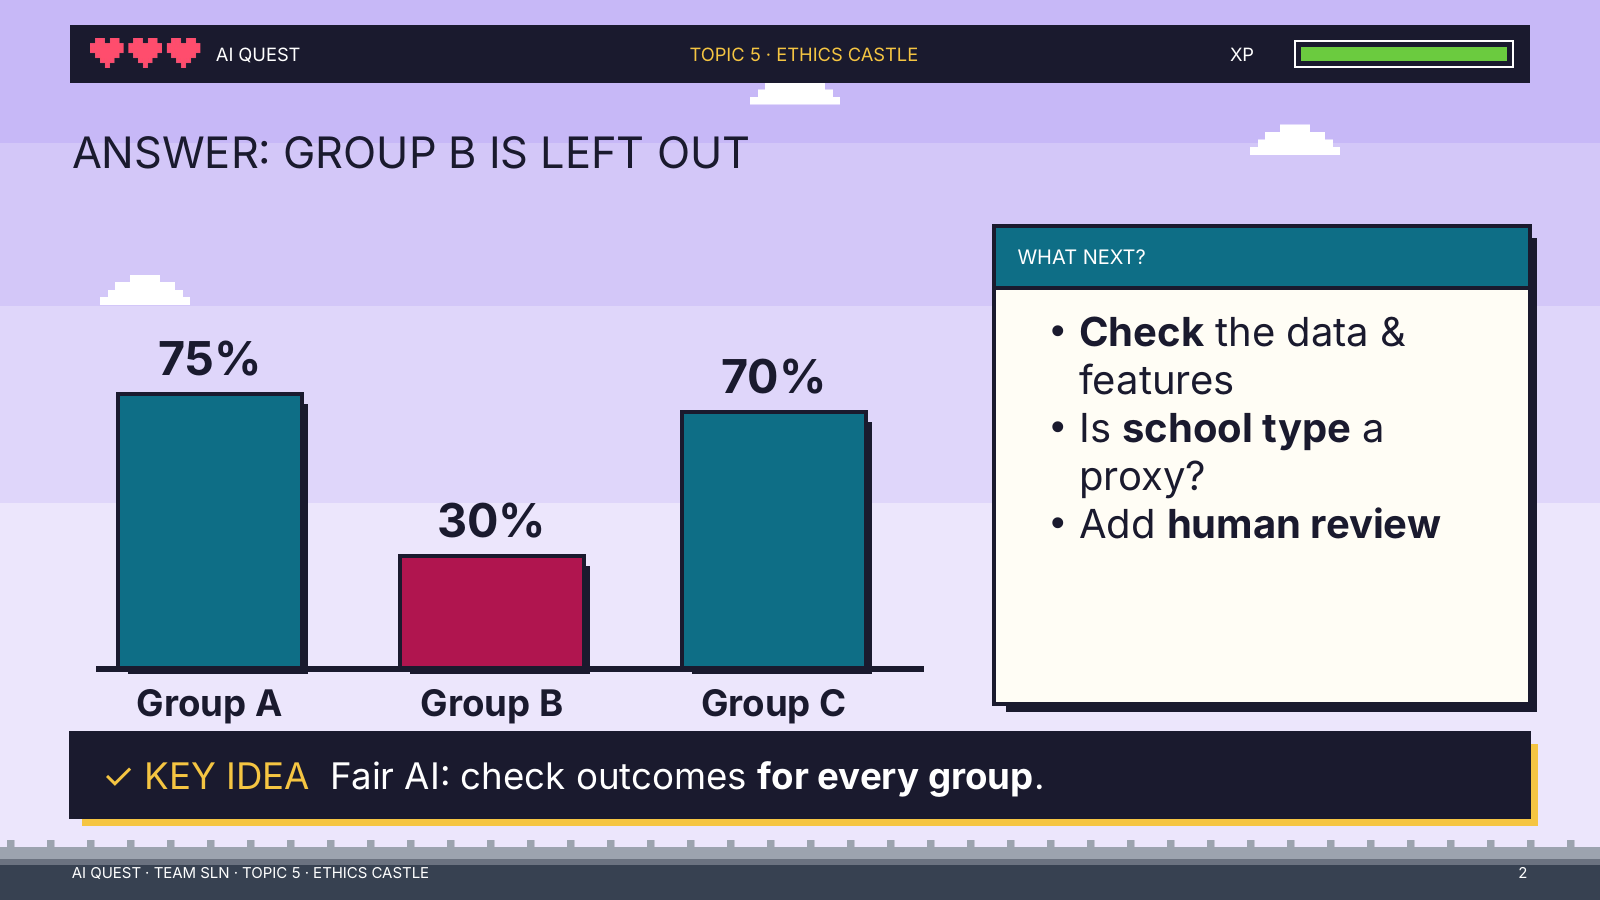 AI QUEST
TOPIC 5 · ETHICS CASTLE
XP
ANSWER: GROUP B IS LEFT OUT
75%
30%
70%
Group A
Group B
Group C
WHAT NEXT?
• Check the data &
features
• Is school type a
proxy?
• Add human review
✓ KEY IDEA Fair AI: check outcomes for every group.
AI QUEST · TEAM SLN · TOPIC 5 · ETHICS CASTLE
2